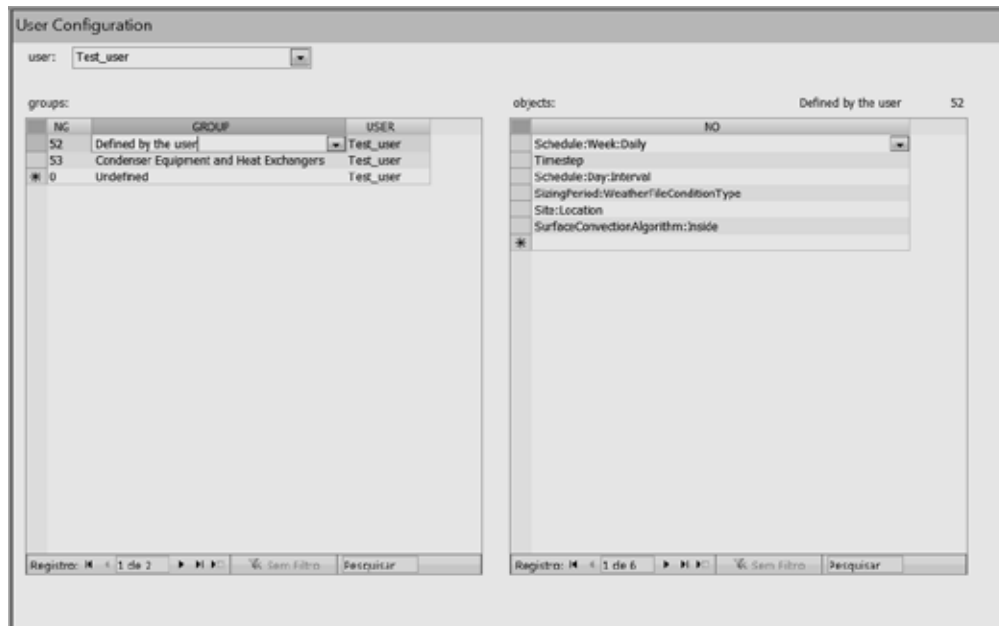 User Configuration
user: Test_user
groups:
NG GROUP USER
52 Defined by the user Test_user
53 Condenser Equipment and Heat Exchangers Test_user
0 Undefined Test_user
Registro: 1 de 2 Sem Filtro Pesquisar
objects: Defined by the user 52
NO
Schedule:Week:Daily
Timestep
Schedule:Day:Interval
SizingPeriod:WeatherFileConditionType
Site:Location
SurfaceConvectionAlgorithm:Inside
Registro: 1 de 6 Sem Filtro Pesquisar